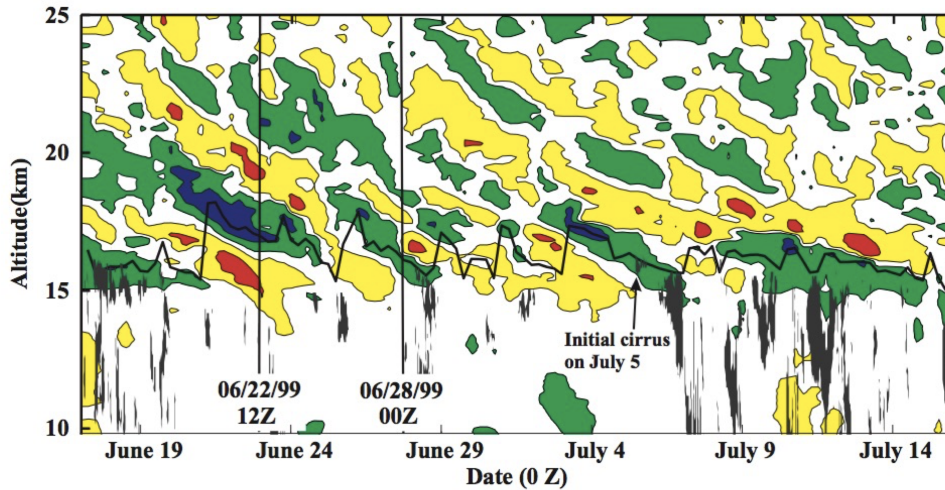 25
20
15
10
Altitude(km)
06/22/99
12Z
06/28/99
00Z
Initial cirrus
on July 5
June 19
June 24
June 29
July 4
July 9
July 14
Date (0 Z)